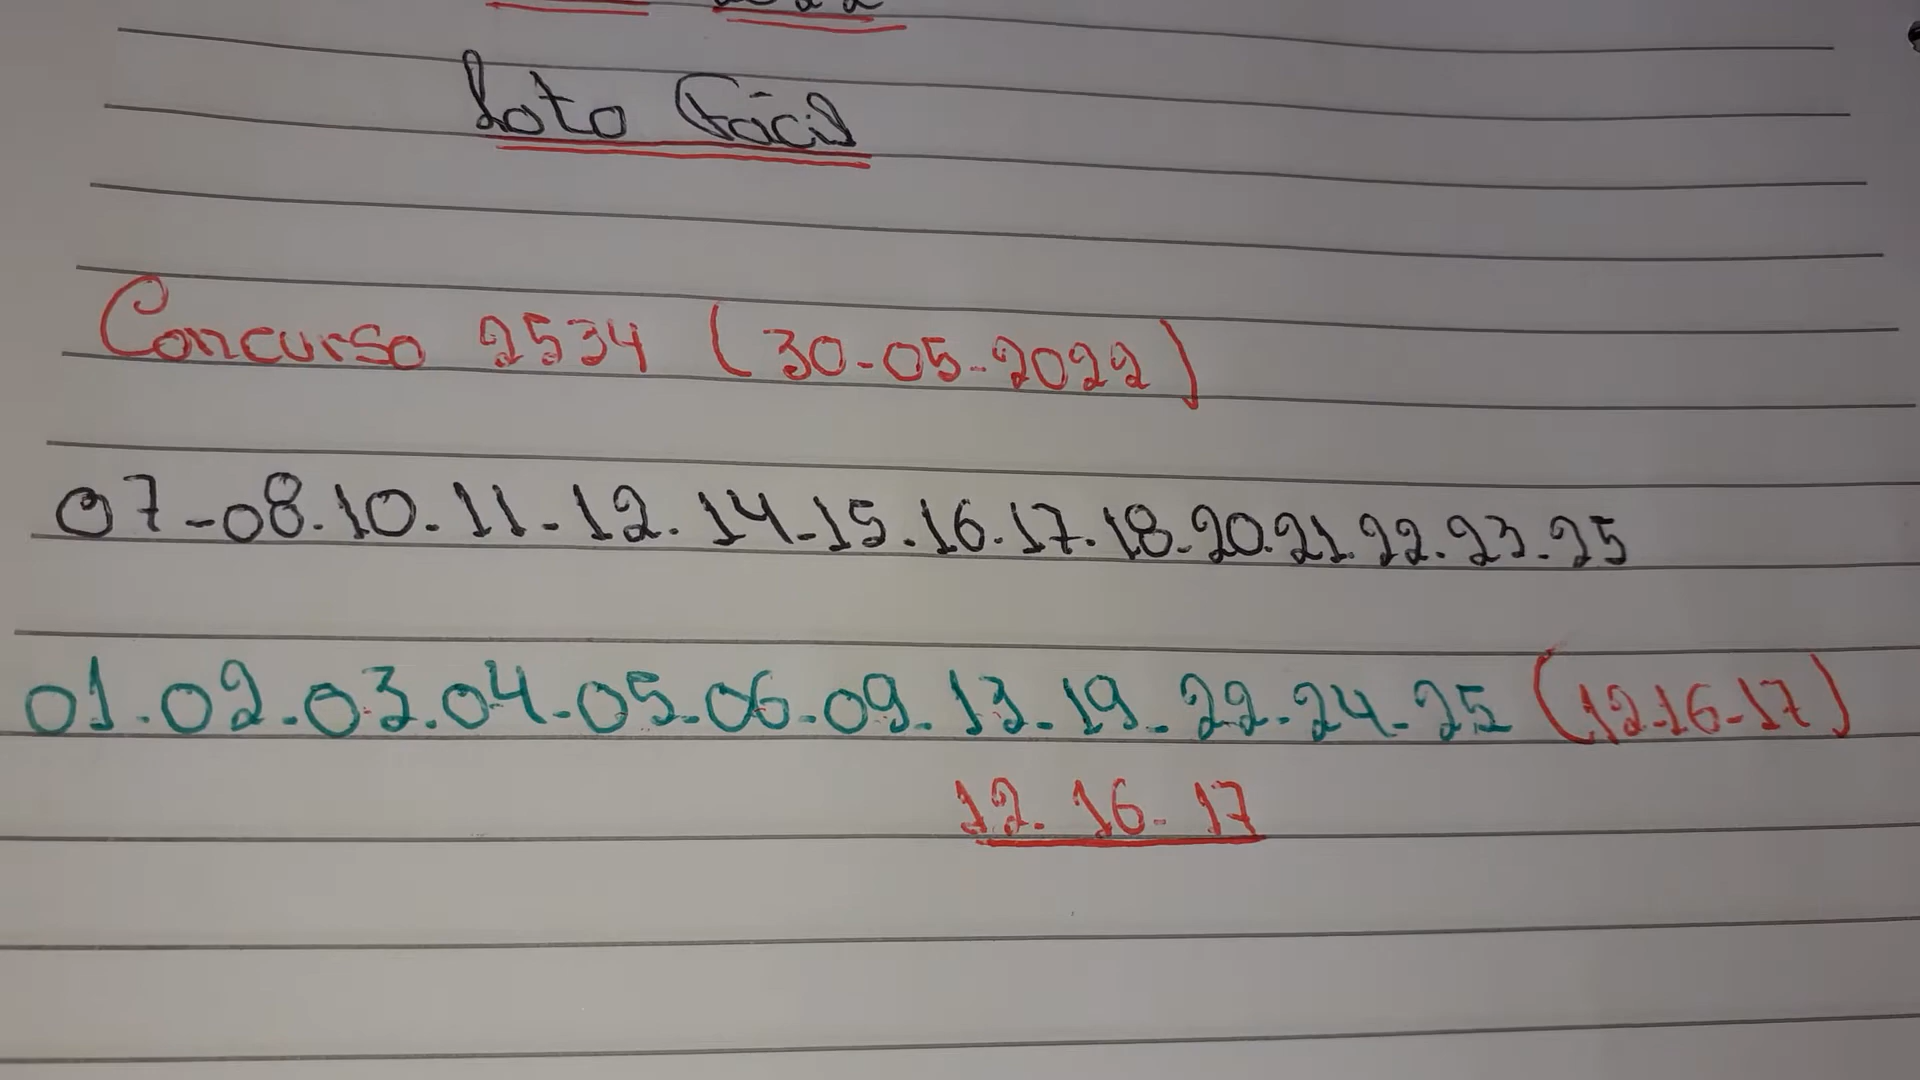 Loto Fácil
Concurso 2534 (30-05-2022)
07-08.10.11-12.14-15.16.17.18-20.21.22.23-25
01.02.03.04-05-06-09-13-19-22-24-25 (12-16-17)
12.16-17